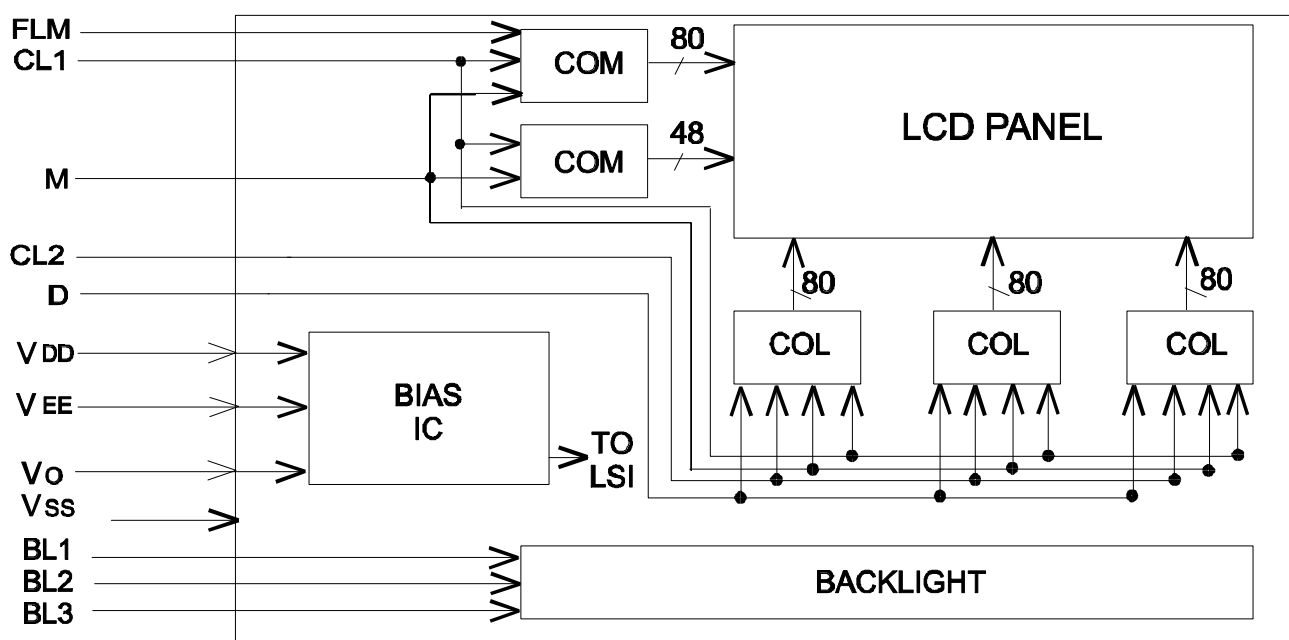 FLM
CL1
COM
80
LCD PANEL
COM
48
M
CL2
D
80
80
80
COL
COL
COL
VDD
VEE
BIAS
IC
VO
TO
LSI
VSS
BL1
BL2
BL3
BACKLIGHT